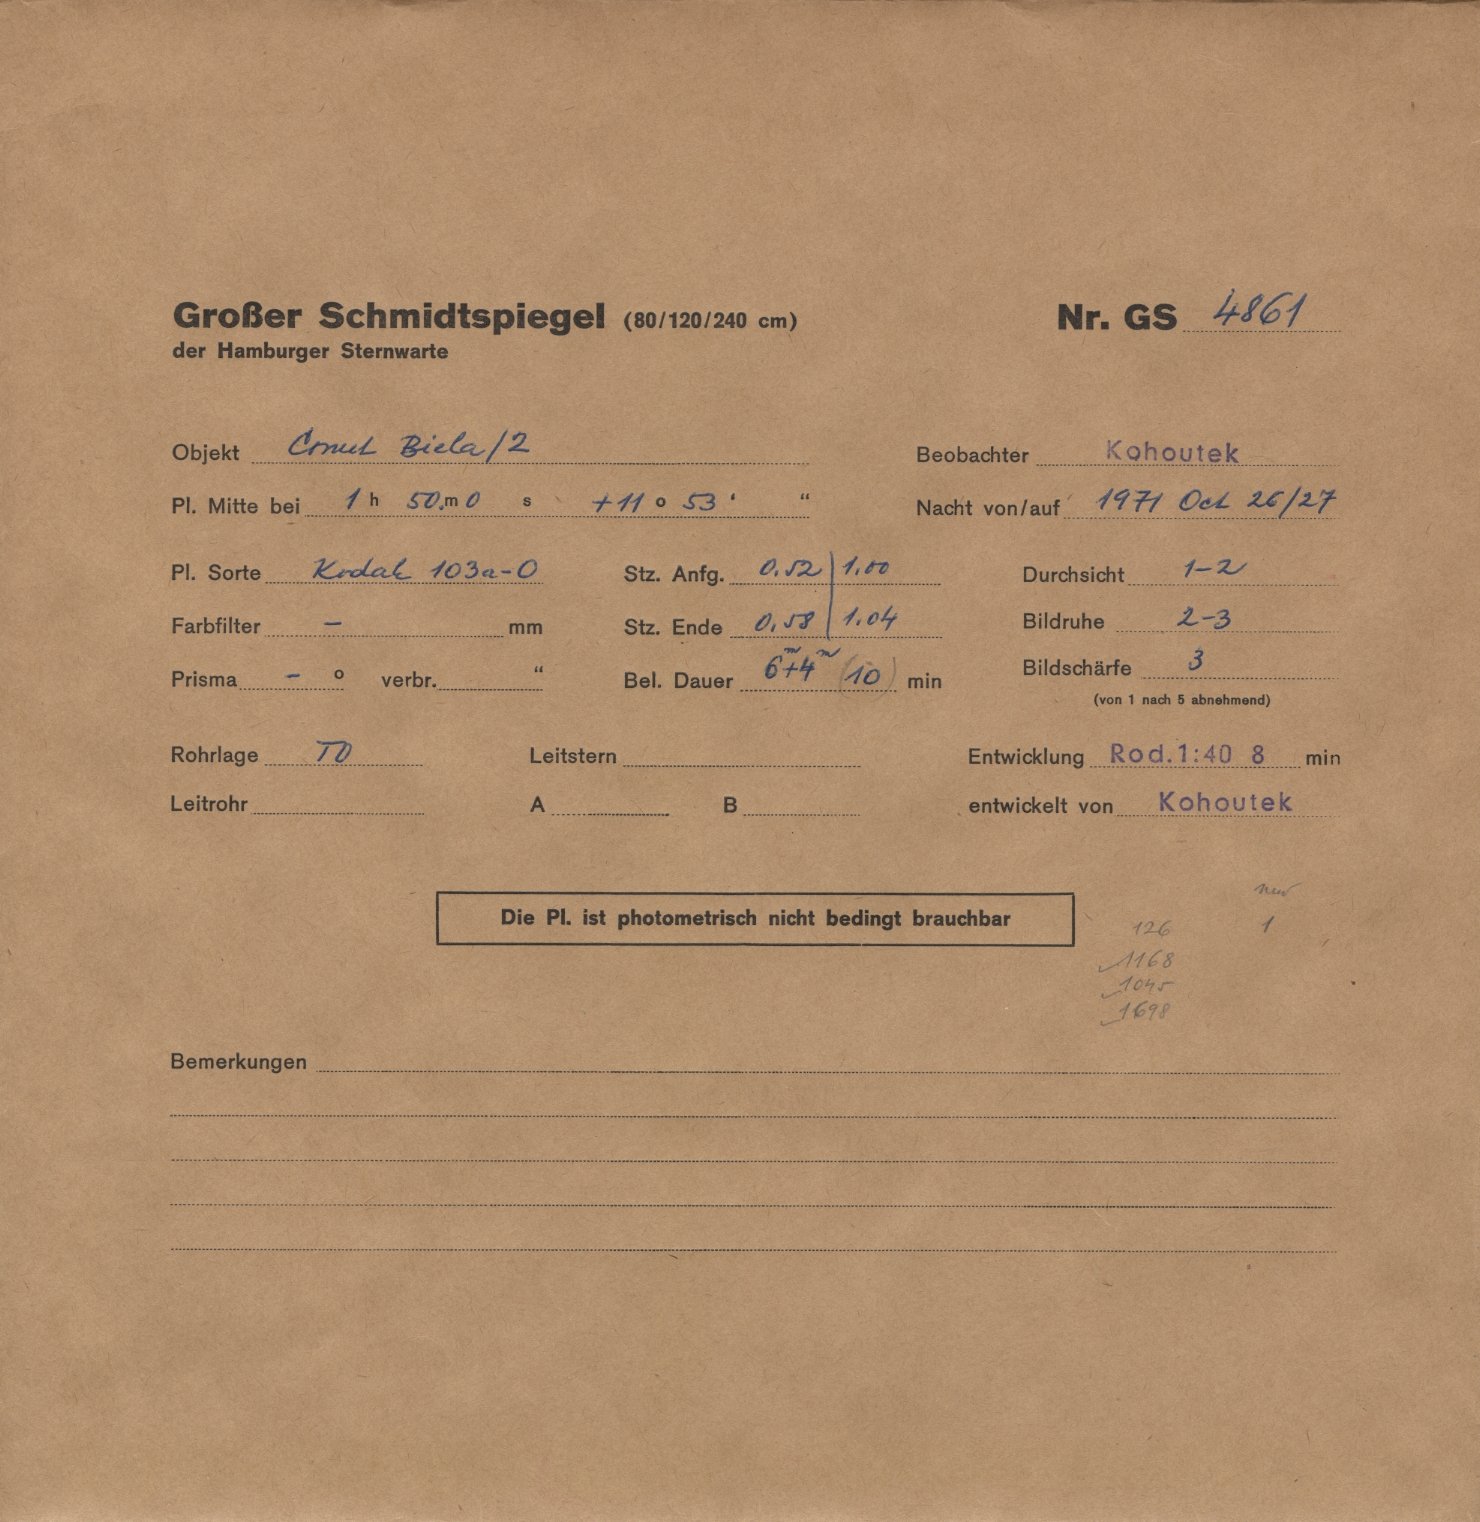 Großer Schmidtspiegel (80/120/240 cm) Nr. GS 4861
der Hamburger Sternwarte
Objekt Comet Biela/2 Beobachter Kohoutek
Pl. Mitte bei 1 h 50.m 0 s +11 o 53 ' " Nacht von/auf 1971 Oct 26/27
Pl. Sorte Kodak 103a-O Stz. Anfg. 0.52 | 1.00 Durchsicht 1-2
Farbfilter - mm Stz. Ende 0.58 | 1.04 Bildruhe 2-3
Prisma - o verbr. " Bel. Dauer 6m+4m (10) min Bildschärfe 3
(von 1 nach 5 abnehmend)
Rohrlage TO Leitstern Entwicklung Rod.1:40 8 min
Leitrohr A B entwickelt von Kohoutek
new
Die Pl. ist photometrisch nicht bedingt brauchbar
126 1
✓1168
✓1045
✓1698
Bemerkungen